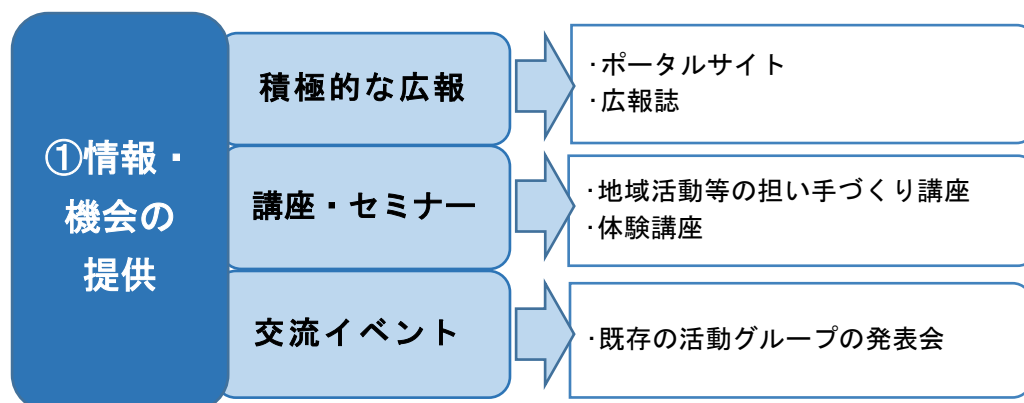 ①情報・
機会の
提供
積極的な広報
・ポータルサイト
・広報誌
講座・セミナー
・地域活動等の担い手づくり講座
・体験講座
交流イベント
・既存の活動グループの発表会